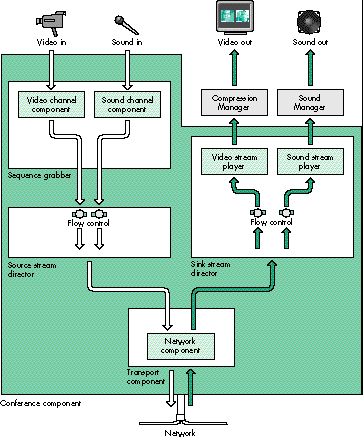 Video in
Sound in
Video out
Sound out
Video channel
component
Sound channel
component
Compression
Manager
Sound
Manager
Sequence grabber
Video stream
player
Sound stream
player
Flow control
Flow control
Source stream
director
Sink stream
director
Network
component
Transport
component
Conference component
Network